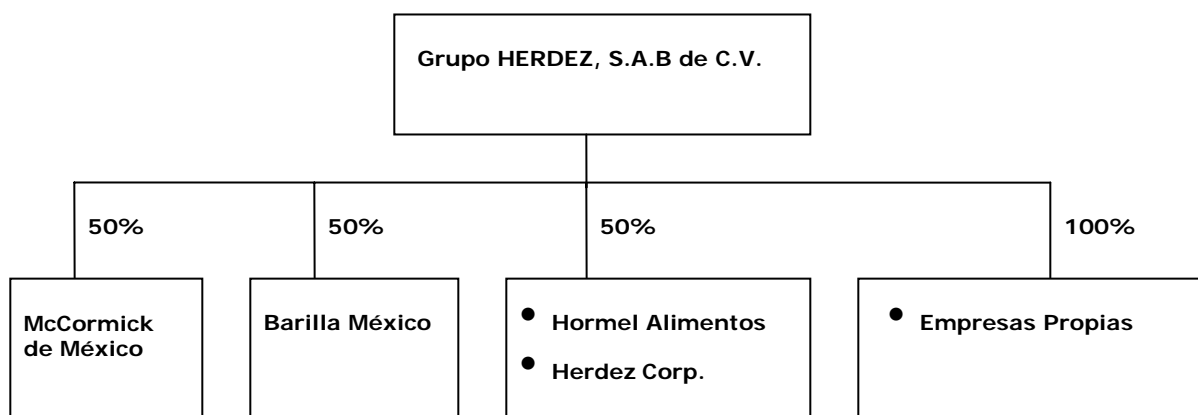 Grupo HERDEZ, S.A.B de C.V.
50%
50%
50%
100%
McCormick
de México
Barilla México
● Hormel Alimentos
● Herdez Corp.
● Empresas Propias